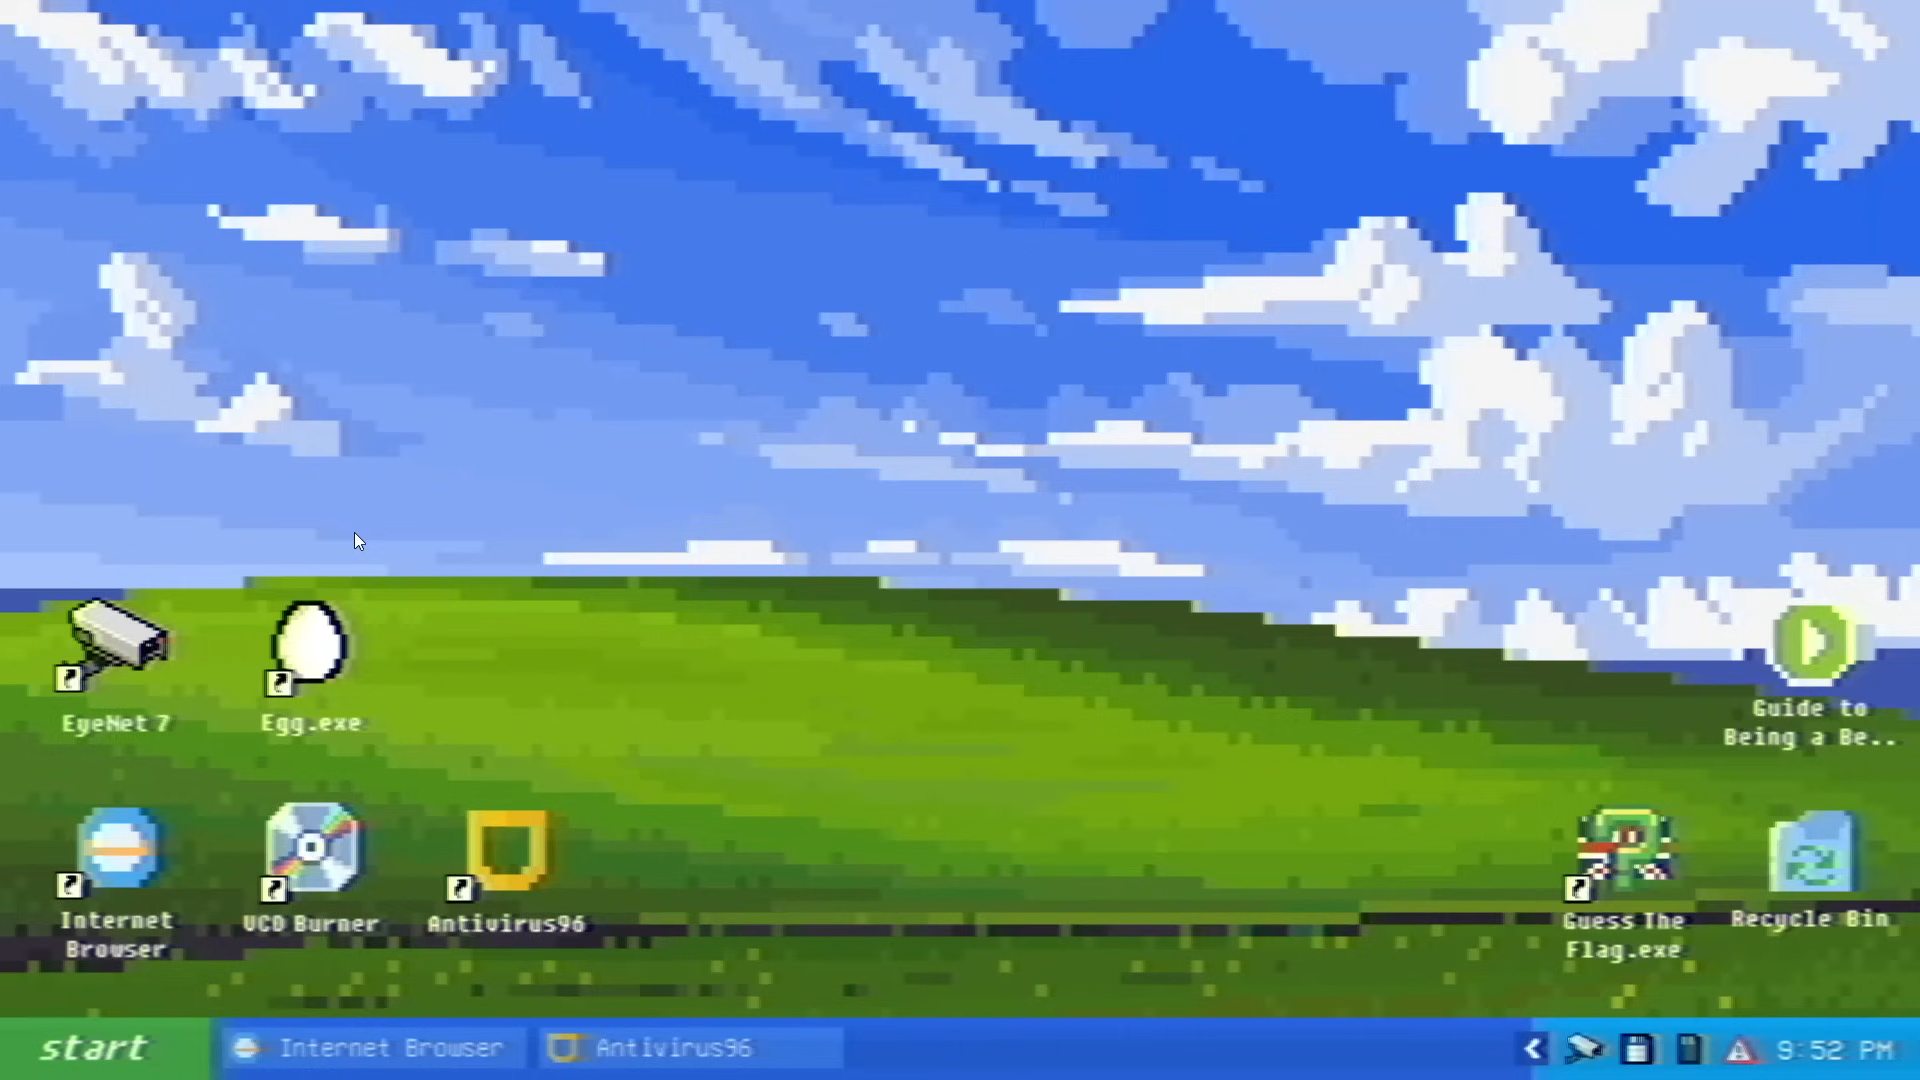 EyeNet 7
Egg.exe
Guide to
Being a Be..
Internet
Browser
VCD Burner
Antivirus96
Guess The
Flag.exe
Recycle Bin
start
Internet Browser
Antivirus96
9:52 PM